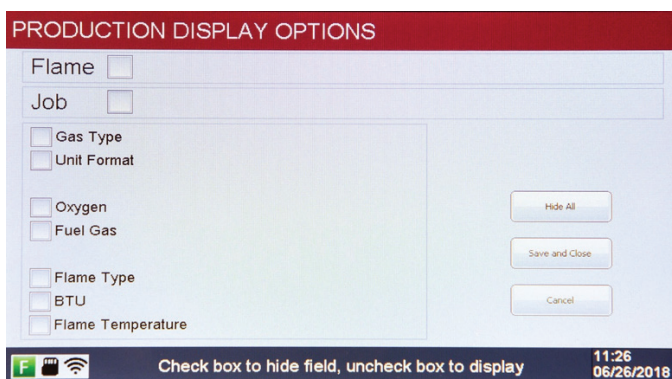 PRODUCTION DISPLAY OPTIONS
Flame
Job
Gas Type
Unit Format
Oxygen
Fuel Gas
Flame Type
BTU
Flame Temperature
Hide All
Save and Close
Cancel
F
Check box to hide field, uncheck box to display
11:26
06/26/2018